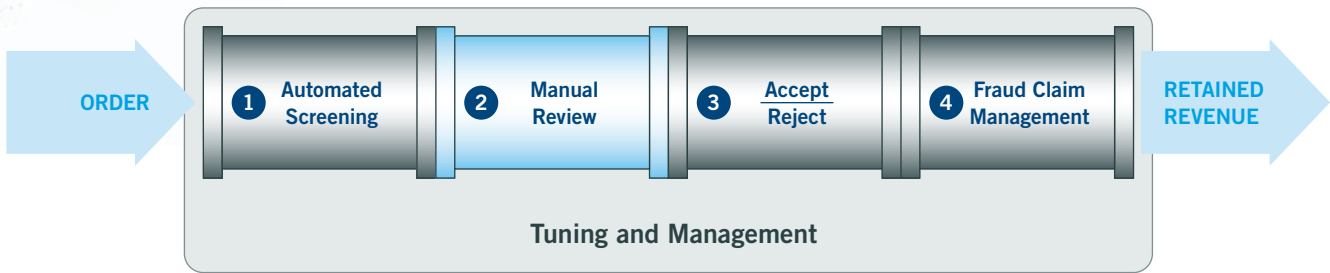 ORDER
1
Automated
Screening
2
Manual
Review
3
Accept
Reject
4
Fraud Claim
Management
RETAINED
REVENUE
Tuning and Management